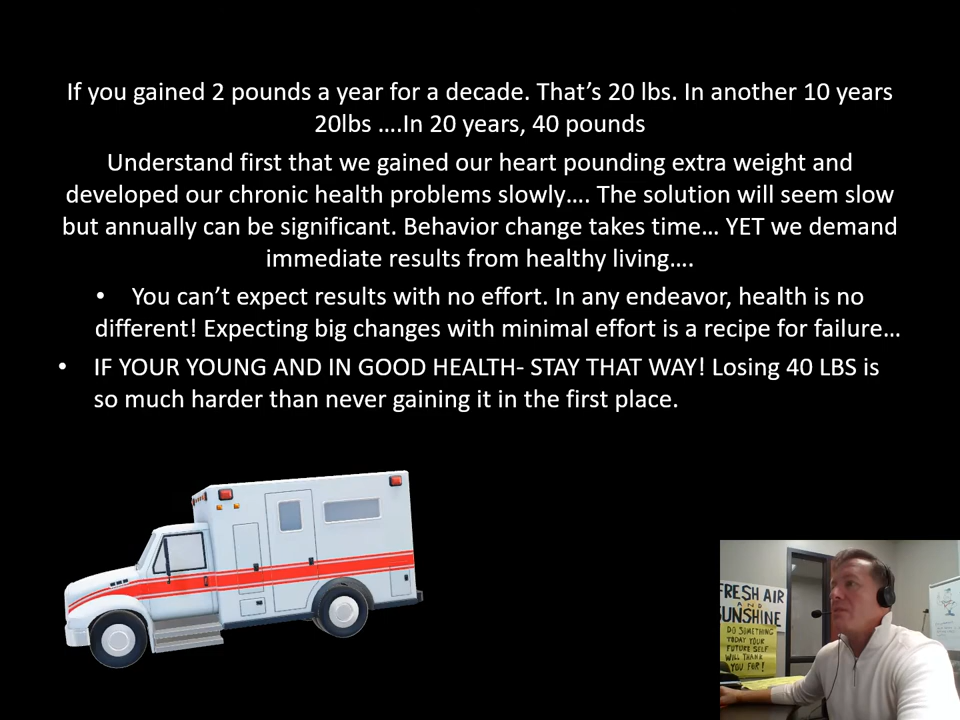 If you gained 2 pounds a year for a decade. That’s 20 lbs. In another 10 years
20lbs ….In 20 years, 40 pounds
Understand first that we gained our heart pounding extra weight and
developed our chronic health problems slowly…. The solution will seem slow
but annually can be significant. Behavior change takes time… YET we demand
immediate results from healthy living….
• You can’t expect results with no effort. In any endeavor, health is no
different! Expecting big changes with minimal effort is a recipe for failure…
• IF YOUR YOUNG AND IN GOOD HEALTH- STAY THAT WAY! Losing 40 LBS is
so much harder than never gaining it in the first place.
FRESH AIR
AND
SUNSHINE
DO SOMETHING
TODAY YOUR
FUTURE SELF
WILL THANK
YOU FOR!